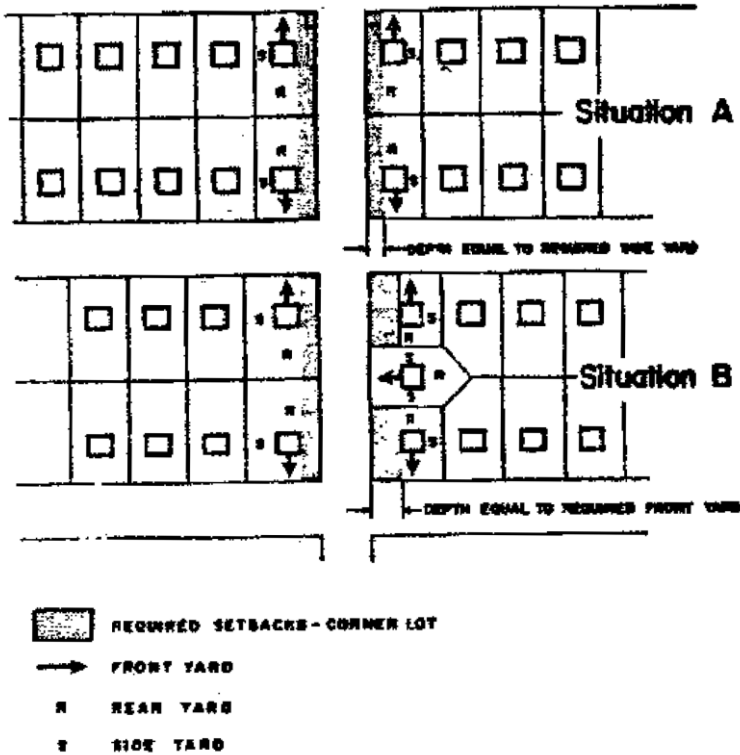 S S
R R
Situation A
R R
S S
DEPTH EQUAL TO REQUIRED SIDE YARD
S S
R R
S
R
Situation B
S
R R
S S
DEPTH EQUAL TO REQUIRED FRONT YARD
REQUIRED SETBACKS - CORNER LOT
FRONT YARD
R REAR YARD
S SIDE YARD